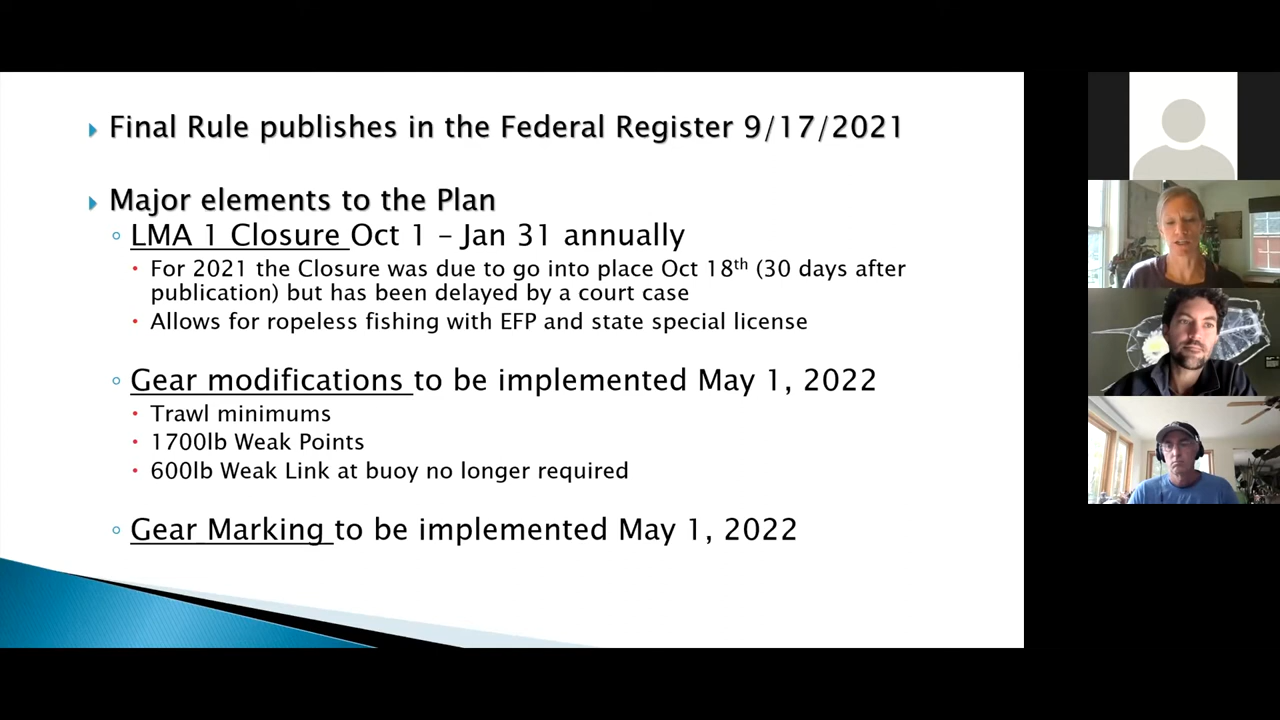 Final Rule publishes in the Federal Register 9/17/2021
Major elements to the Plan
LMA 1 Closure Oct 1 – Jan 31 annually
For 2021 the Closure was due to go into place Oct 18th (30 days after
publication) but has been delayed by a court case
Allows for ropeless fishing with EFP and state special license
Gear modifications to be implemented May 1, 2022
Trawl minimums
1700lb Weak Points
600lb Weak Link at buoy no longer required
Gear Marking to be implemented May 1, 2022